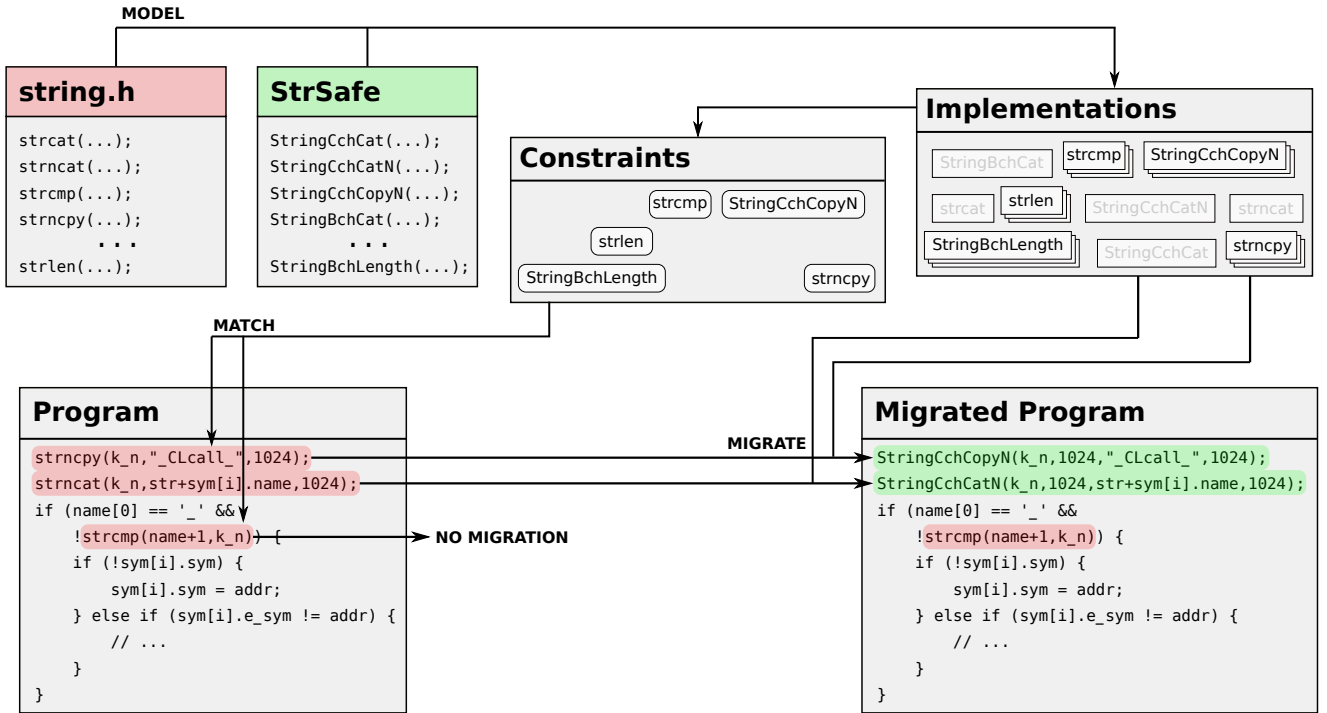 MODEL
string.h
strcat(...);
strncat(...);
strcmp(...);
strncpy(...);
...
strlen(...);
StrSafe
StringCchCat(...);
StringCchCatN(...);
StringCchCopyN(...);
StringBchCat(...);
...
StringBchLength(...);
Constraints
strcmp StringCchCopyN
strlen
StringBchLength strncpy
Implementations
StringBchCat strcmp StringCchCopyN
strcat strlen StringCchCatN strncat
StringBchLength StringCchCat strncpy
MATCH
Program
strncpy(k_n,"_CLcall_",1024);
strncat(k_n,str+sym[i].name,1024);
if (name[0] == '_' &&
!strcmp(name+1,k_n)) {
if (!sym[i].sym) {
sym[i].sym = addr;
} else if (sym[i].e_sym != addr) {
// ...
}
}
MIGRATE
NO MIGRATION
Migrated Program
StringCchCopyN(k_n,1024,"_CLcall_",1024);
StringCchCatN(k_n,1024,str+sym[i].name,1024);
if (name[0] == '_' &&
!strcmp(name+1,k_n)) {
if (!sym[i].sym) {
sym[i].sym = addr;
} else if (sym[i].e_sym != addr) {
// ...
}
}